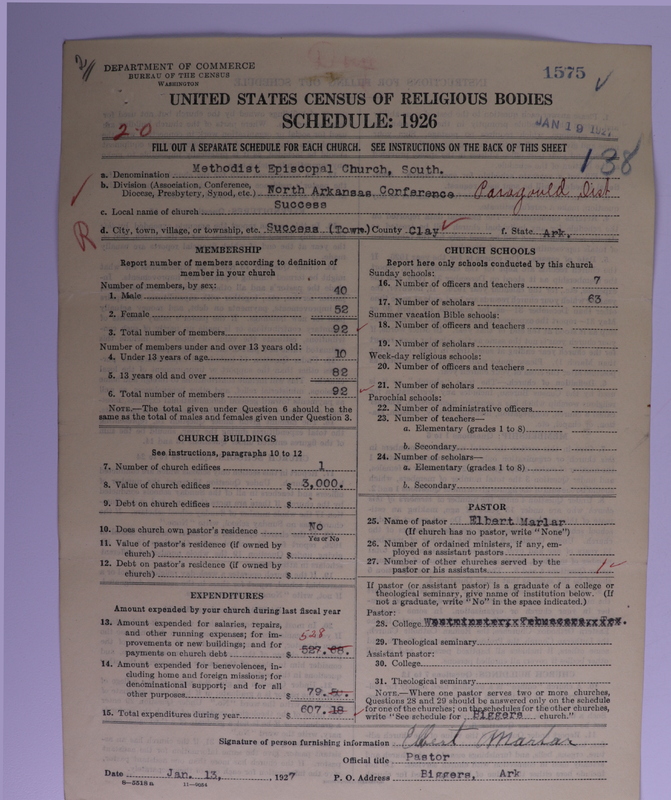 DEPARTMENT OF COMMERCE
BUREAU OF THE CENSUS
WASHINGTON
1575
UNITED STATES CENSUS OF RELIGIOUS BODIES
SCHEDULE: 1926
2-0
JAN 19 192
138
FILL OUT A SEPARATE SCHEDULE FOR EACH CHURCH. SEE INSTRUCTIONS ON THE BACK OF THIS SHEET
a. Denomination Methodist Episcopal Church, South.
b. Division (Association, Conference, Diocese, Presbytery, Synod, etc.) North Arkansas Conference Paragould Dist
c. Local name of church Success
R
d. City, town, village, or township, etc. Success (Town.) County Clay f. State Ark.
MEMBERSHIP
Report number of members according to definition of
member in your church
Number of members, by sex:
1. Male 40
2. Female 52
3. Total number of members 92
Number of members under and over 13 years old:
4. Under 13 years of age 10
5. 13 years old and over 82
6. Total number of members 92
NOTE.—The total given under Question 6 should be the
same as the total of males and females given under Question 3.
CHURCH BUILDINGS
See instructions, paragraphs 10 to 12
7. Number of church edifices 1
8. Value of church edifices $ 3,000.
9. Debt on church edifices $
10. Does church own pastor's residence No
Yes or No
11. Value of pastor's residence (if owned by
church) $
12. Debt on pastor's residence (if owned by
church) $
EXPENDITURES
Amount expended by your church during last fiscal year
13. Amount expended for salaries, repairs,
and other running expenses; for im-
provements or new buildings; and for
payments on church debt $ 527.68. 528
14. Amount expended for benevolences, in-
cluding home and foreign missions; for
denominational support; and for all
other purposes $ 79.
15. Total expenditures during year $ 607.18
CHURCH SCHOOLS
Report here only schools conducted by this church
Sunday schools:
16. Number of officers and teachers 7
17. Number of scholars 63
Summer vacation Bible schools:
18. Number of officers and teachers
19. Number of scholars
Week-day religious schools:
20. Number of officers and teachers
21. Number of scholars
Parochial schools:
22. Number of administrative officers
23. Number of teachers—
a. Elementary (grades 1 to 8)
b. Secondary
24. Number of scholars—
a. Elementary (grades 1 to 8)
b. Secondary
PASTOR
25. Name of pastor Elbert Marlar
(If church has no pastor, write "None")
26. Number of ordained ministers, if any, em-
ployed as assistant pastors
27. Number of other churches served by the
pastor or his assistants 1
If pastor (or assistant pastor) is a graduate of a college or
theological seminary, give name of institution below. (If
not a graduate, write "No" in the space indicated.)
Pastor:
28. College
29. Theological seminary
Assistant pastor:
30. College
31. Theological seminary
NOTE.—Where one pastor serves two or more churches,
Questions 28 and 29 should be answered only on the schedule
for one of the churches; on the schedules for the other churches,
write "See schedule for Biggers church."
Signature of person furnishing information Elbert Marlar
Official title Pastor
Date Jan. 13, 1927 P. O. Address Biggers, Ark
8-5318a 11-9064